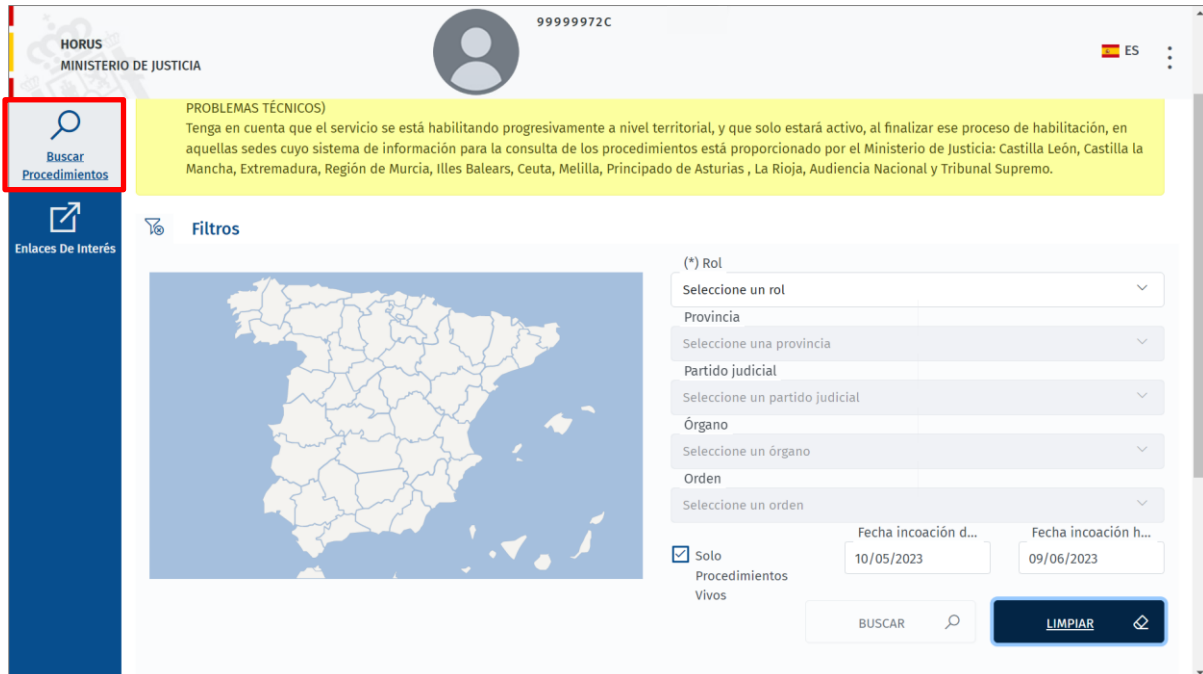 99999972C
HORUS
MINISTERIO DE JUSTICIA
ES
Buscar
Procedimientos
Enlaces De Interés
PROBLEMAS TÉCNICOS)
Tenga en cuenta que el servicio se está habilitando progresivamente a nivel territorial, y que solo estará activo, al finalizar ese proceso de habilitación, en
aquellas sedes cuyo sistema de información para la consulta de los procedimientos está proporcionado por el Ministerio de Justicia: Castilla León, Castilla la
Mancha, Extremadura, Región de Murcia, Illes Balears, Ceuta, Melilla, Principado de Asturias , La Rioja, Audiencia Nacional y Tribunal Supremo.
Filtros
(*) Rol
Seleccione un rol
Provincia
Seleccione una provincia
Partido judicial
Seleccione un partido judicial
Órgano
Seleccione un órgano
Orden
Seleccione un orden
Solo
Procedimientos
Vivos
Fecha incoación d...
10/05/2023
Fecha incoación h...
09/06/2023
BUSCAR
LIMPIAR